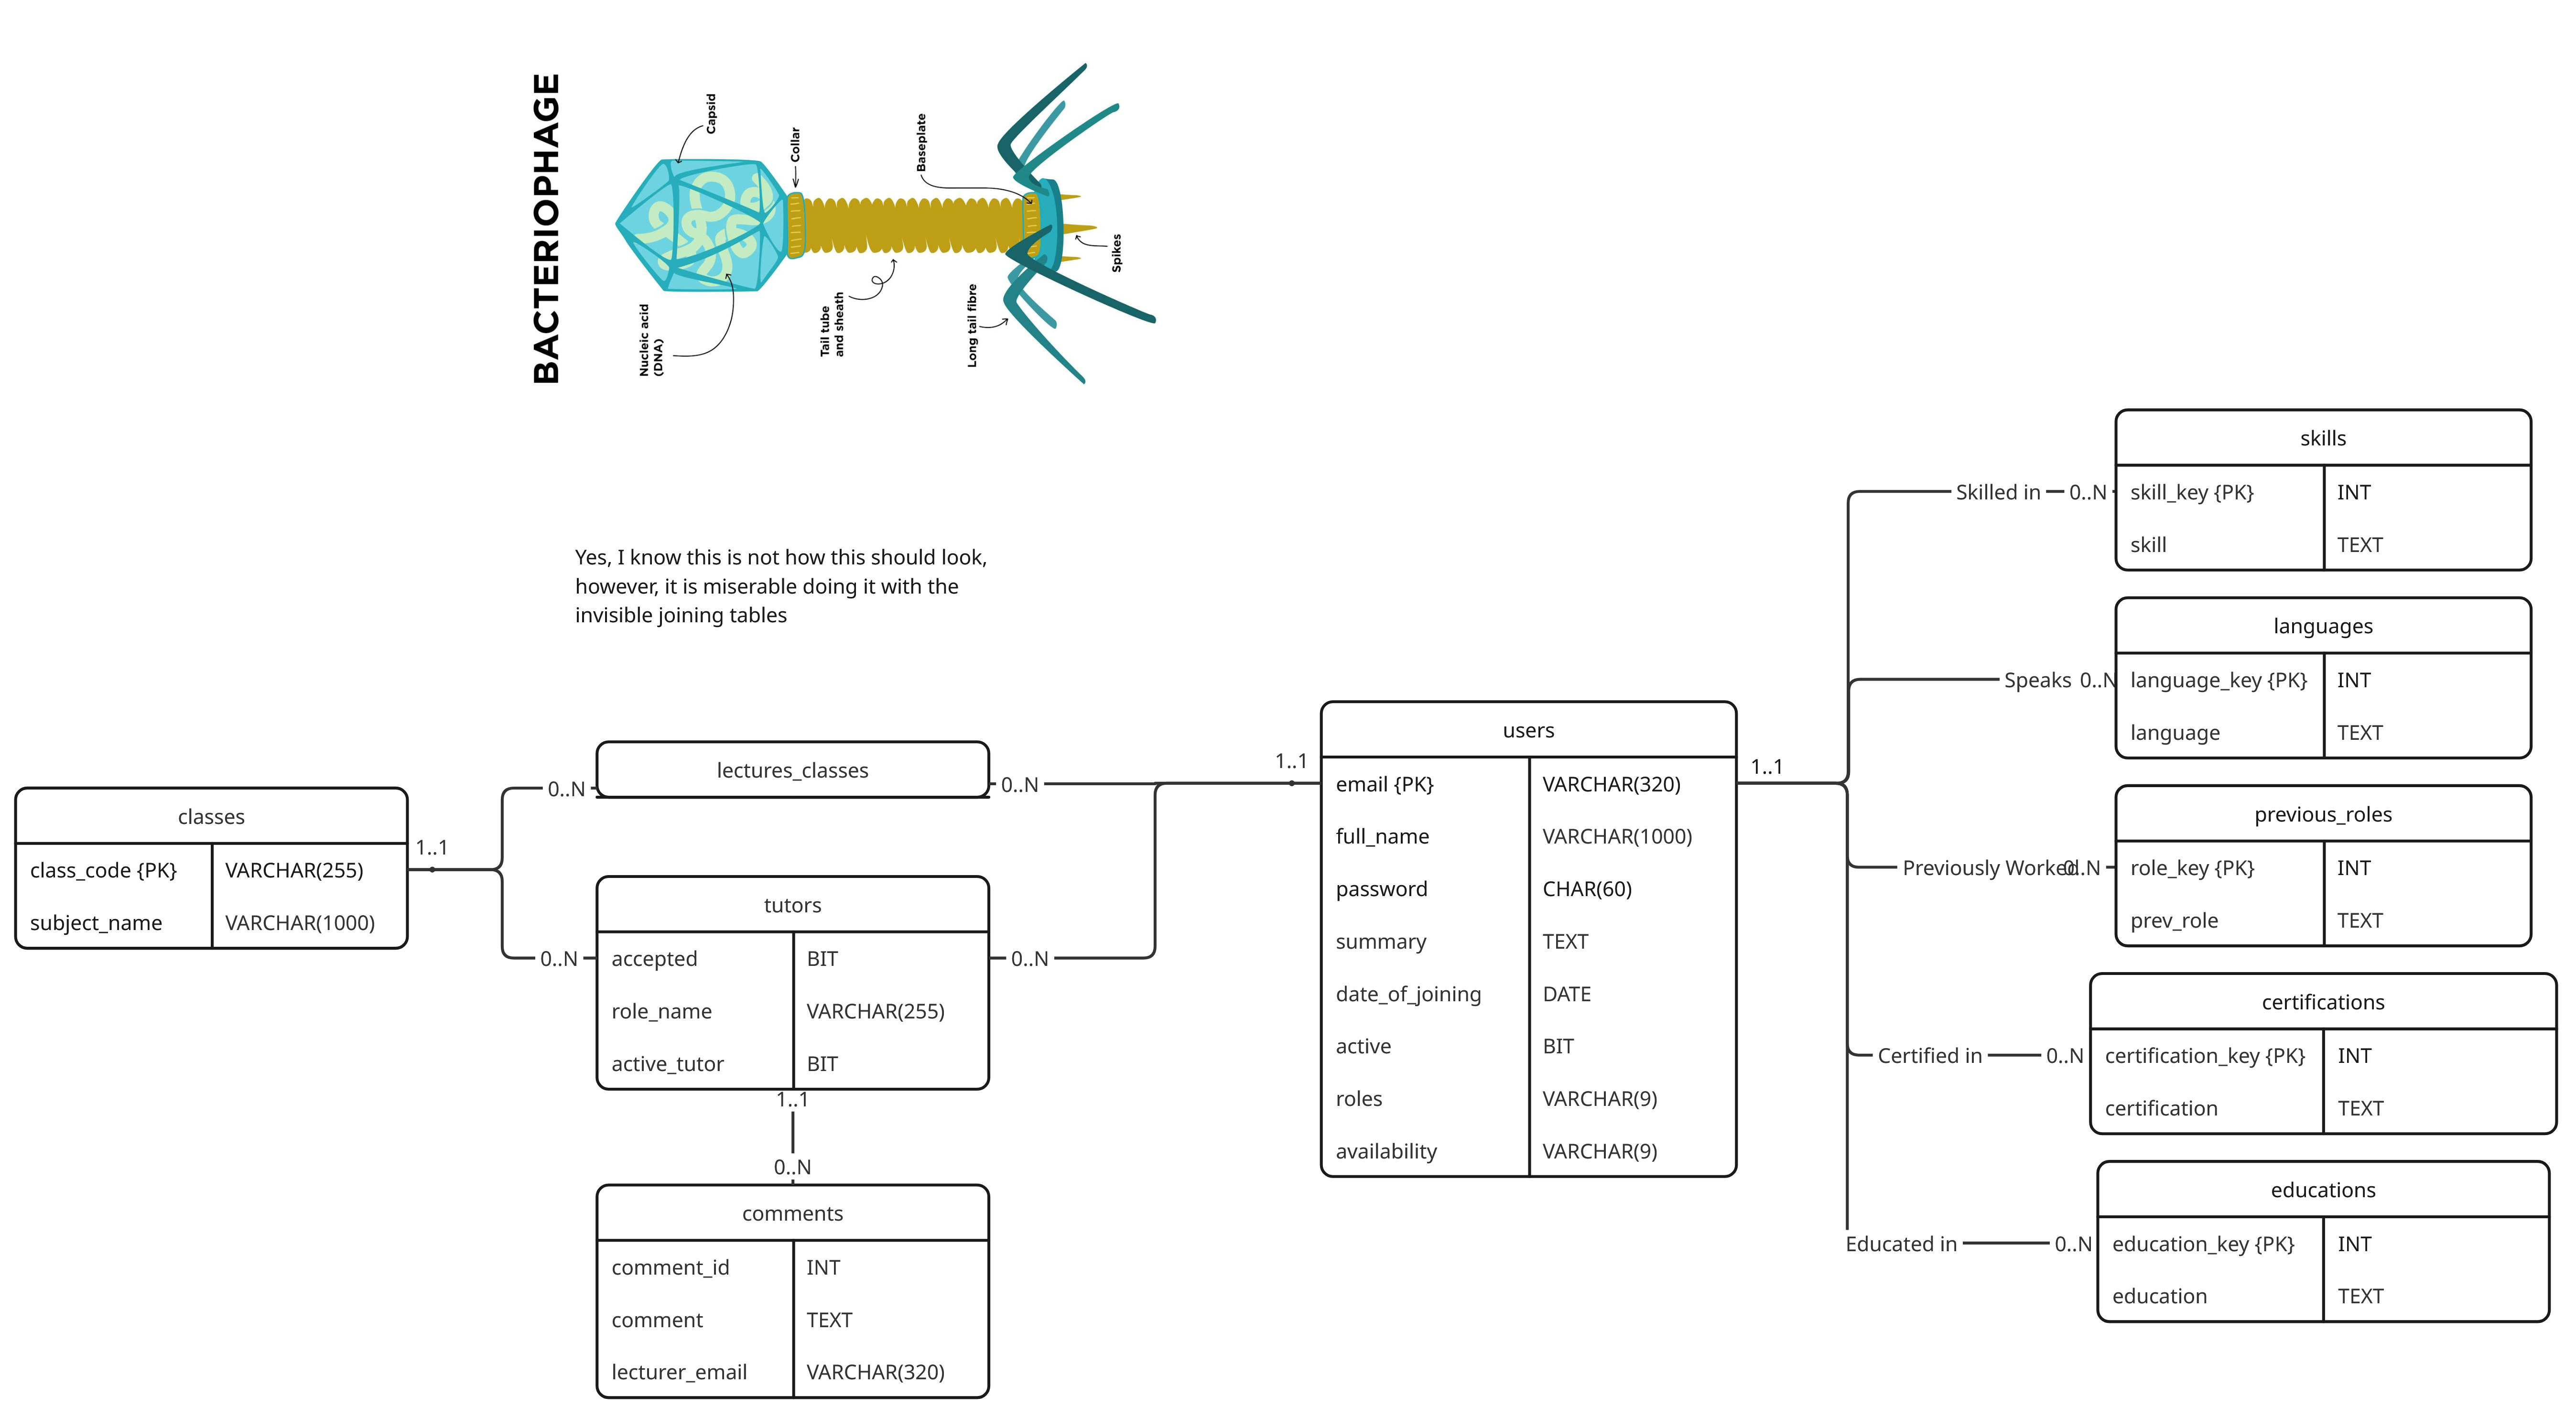 BACTERIOPHAGE
Capsid
Collar
Baseplate
Spikes
Nucleic acid
(DNA)
Tail tube
and sheath
Long tail fibre
Yes, I know this is not how this should look,
however, it is miserable doing it with the
invisible joining tables
classes
class_code {PK} VARCHAR(255)
subject_name VARCHAR(1000)
1..1
0..N
0..N
lectures_classes
0..N
tutors
accepted BIT
role_name VARCHAR(255)
active_tutor BIT
0..N
1..1
0..N
comments
comment_id INT
comment TEXT
lecturer_email VARCHAR(320)
1..1
users
email {PK} VARCHAR(320)
full_name VARCHAR(1000)
password CHAR(60)
summary TEXT
date_of_joining DATE
active BIT
roles VARCHAR(9)
availability VARCHAR(9)
1..1
Skilled in 0..N
skills
skill_key {PK} INT
skill TEXT
Speaks 0..N
languages
language_key {PK} INT
language TEXT
Previously Worked 0..N
previous_roles
role_key {PK} INT
prev_role TEXT
Certified in 0..N
certifications
certification_key {PK} INT
certification TEXT
Educated in 0..N
educations
education_key {PK} INT
education TEXT